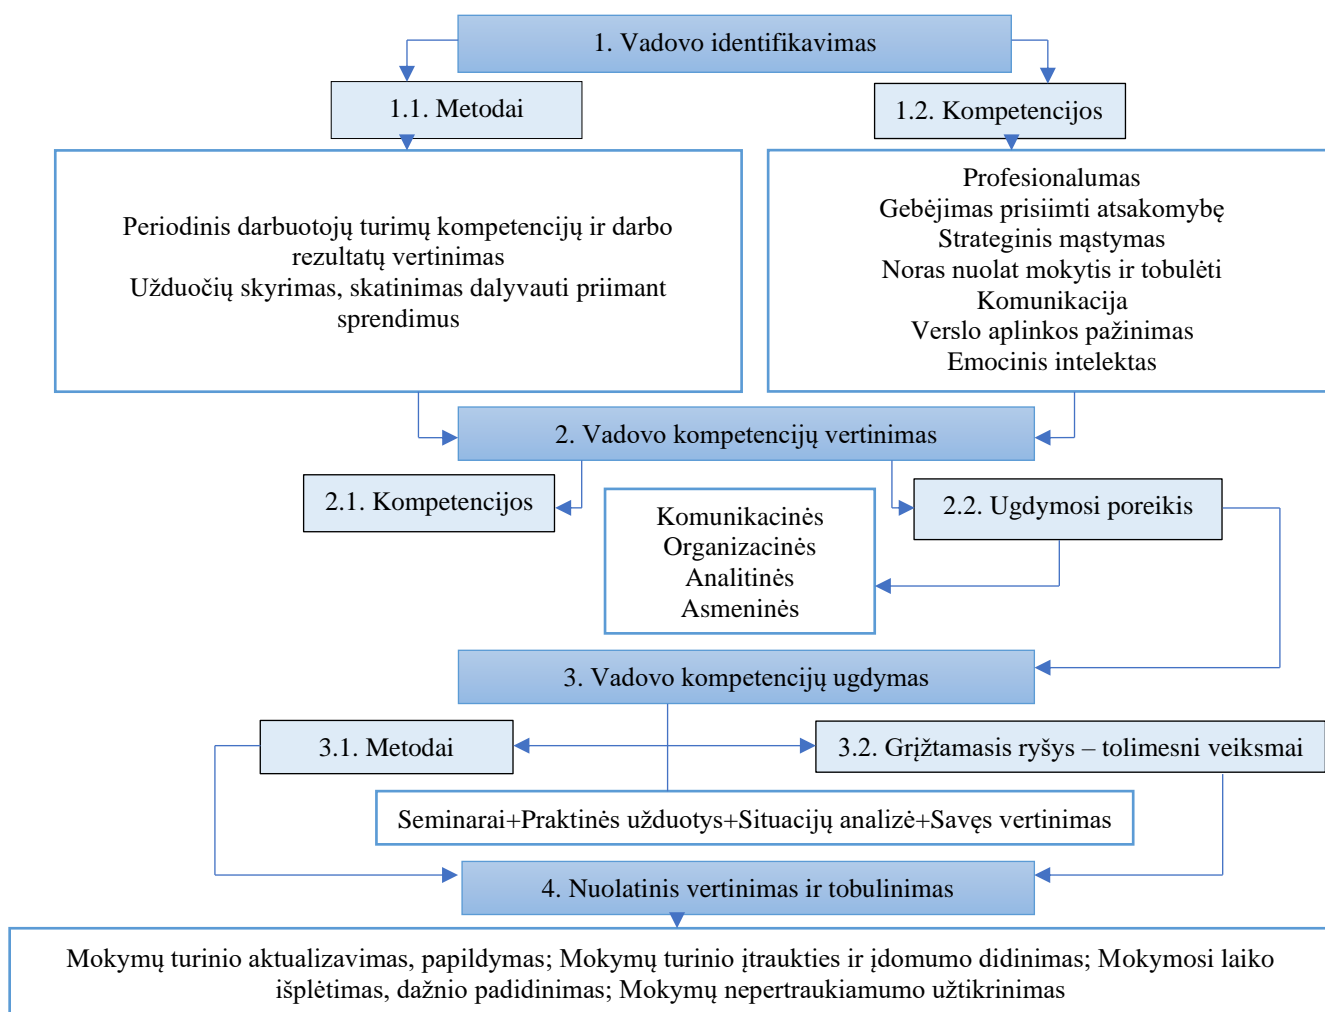 1. Vadovo identifikavimas
1.1. Metodai
1.2. Kompetencijos
Periodinis darbuotojų turimų kompetencijų ir darbo
rezultatų vertinimas
Užduočių skyrimas, skatinimas dalyvauti priimant
sprendimus
Profesionalumas
Gebėjimas prisiimti atsakomybę
Strateginis mąstymas
Noras nuolat mokytis ir tobulėti
Komunikacija
Verslo aplinkos pažinimas
Emocinis intelektas
2. Vadovo kompetencijų vertinimas
2.1. Kompetencijos
2.2. Ugdymosi poreikis
Komunikacinės
Organizacinės
Analitinės
Asmeninės
3. Vadovo kompetencijų ugdymas
3.1. Metodai
3.2. Grįžtamasis ryšys – tolimesni veiksmai
Seminarai+Praktinės užduotys+Situacijų analizė+Savęs vertinimas
4. Nuolatinis vertinimas ir tobulinimas
Mokymų turinio aktualizavimas, papildymas; Mokymų turinio įtraukties ir įdomumo didinimas; Mokymosi laiko
išplėtimas, dažnio padidinimas; Mokymų nepertraukiamumo užtikrinimas